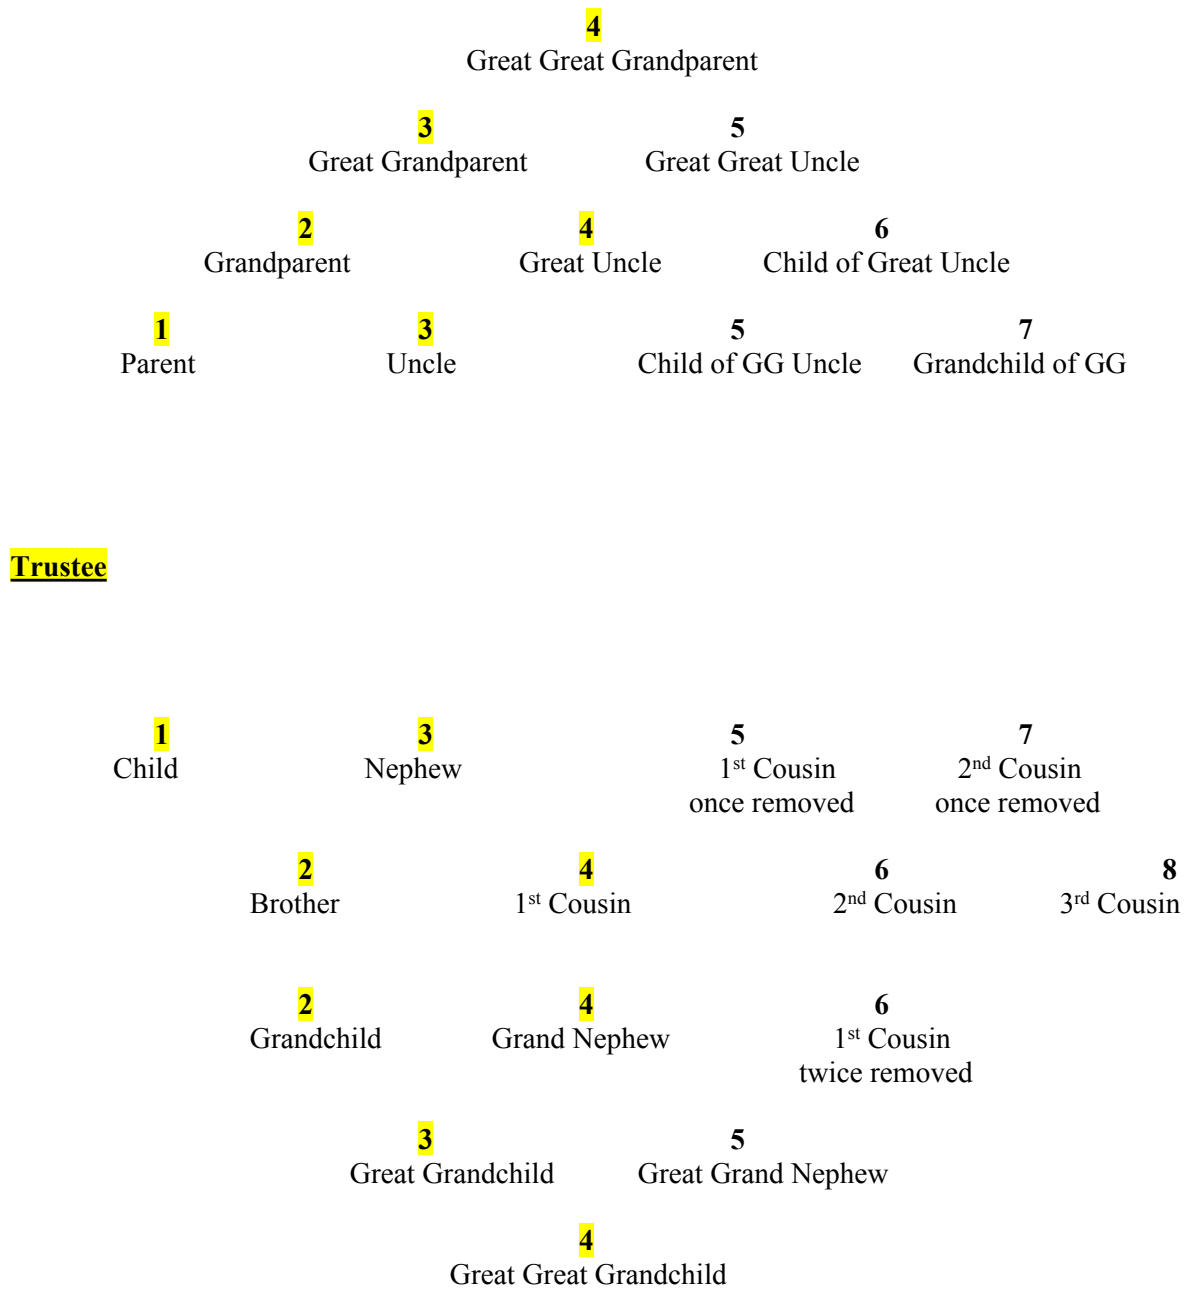 4
Great Great Grandparent
3 5
Great Grandparent Great Great Uncle
2 4 6
Grandparent Great Uncle Child of Great Uncle
1 3 5 7
Parent Uncle Child of GG Uncle Grandchild of GG
Trustee
1 3 5 7
Child Nephew 1st Cousin 2nd Cousin
once removed once removed
2 4 6 8
Brother 1st Cousin 2nd Cousin 3rd Cousin
2 4 6
Grandchild Grand Nephew 1st Cousin
twice removed
3 5
Great Grandchild Great Grand Nephew
4
Great Great Grandchild